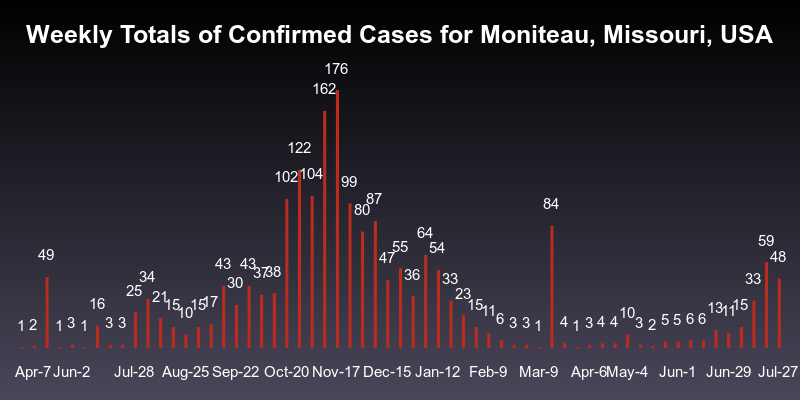 Weekly Totals of Confirmed Cases for Moniteau, Missouri, USA
1 2 49 1 3 1 16 3 3 25 34 21 15 10 15 17 43 30 43 37 38 102 122 104 162 176 99 80 87 47 55 36 64 54 33 23 15 11 6 3 3 1 84 4 1 3 4 4 10 3 2 5 5 6 6 13 11 15 33 59 48
Apr-7 Jun-2 Jul-28 Aug-25 Sep-22 Oct-20 Nov-17 Dec-15 Jan-12 Feb-9 Mar-9 Apr-6 May-4 Jun-1 Jun-29 Jul-27